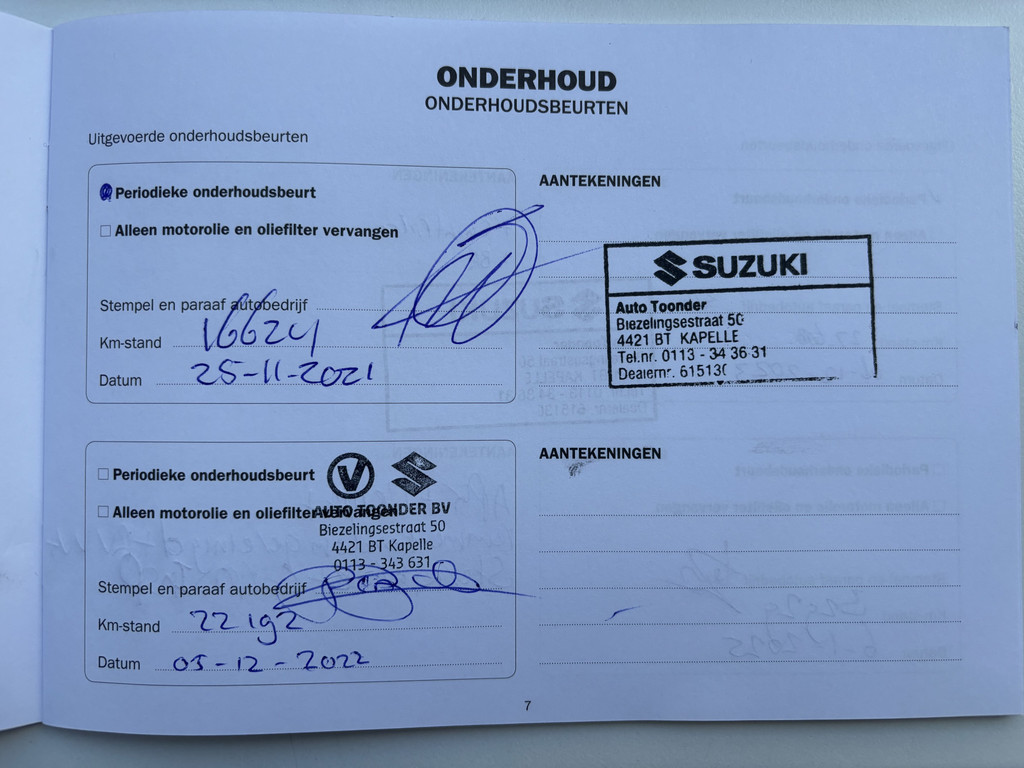 ONDERHOUD
ONDERHOUDSBEURTEN
Uitgevoerde onderhoudsbeurten
Periodieke onderhoudsbeurt
Alleen motorolie en oliefilter vervangen
Stempel en paraaf autobedrijf
Km-stand 16624
Datum 25-11-2021
AANTEKENINGEN
SUZUKI
Auto Toonder
Biezelingsestraat 50
4421 BT KAPELLE
Tel.nr. 0113 - 34 36 31
Dealernr. 615130
Periodieke onderhoudsbeurt
Alleen motorolie en oliefilter vervangen
AUTO TOONDER BV
Biezelingsestraat 50
4421 BT Kapelle
0113 - 343 631
Stempel en paraaf autobedrijf
Km-stand 22192
Datum 05-12-2022
AANTEKENINGEN
7